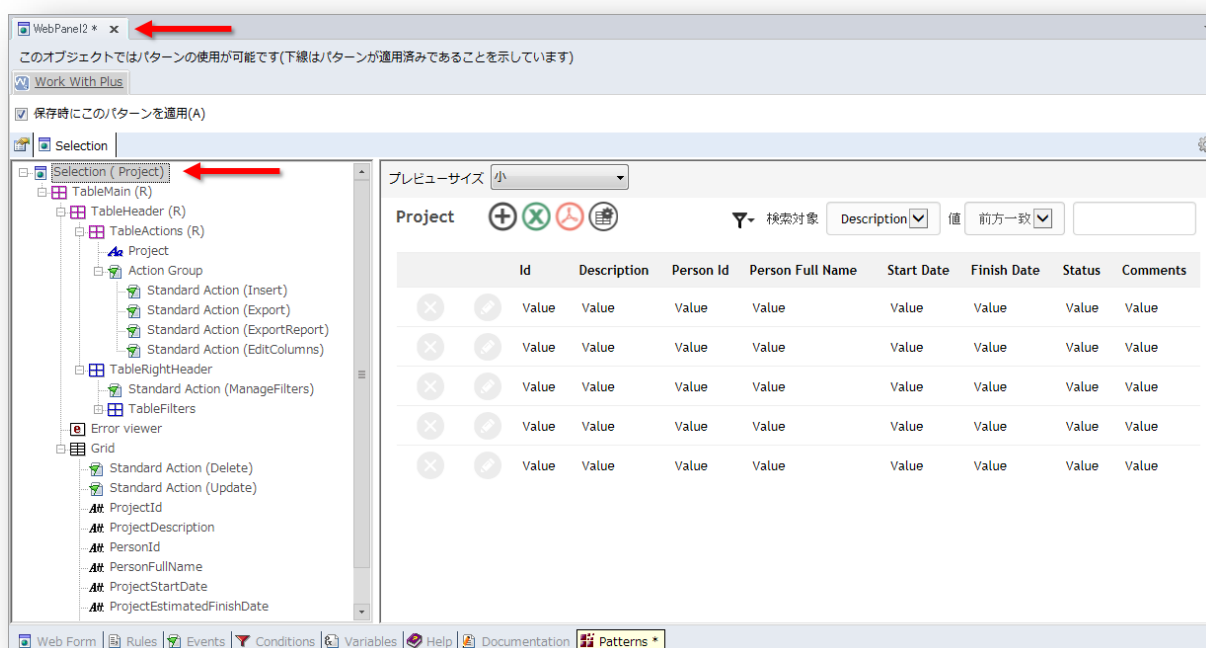 WebPanel2 * x
このオブジェクトではパターンの使用が可能です(下線はパターンが適用済みであることを示しています)
Work With Plus
保存時にこのパターンを適用(A)
Selection
Selection ( Project)
TableMain (R)
TableHeader (R)
TableActions (R)
Project
Action Group
Standard Action (Insert)
Standard Action (Export)
Standard Action (ExportReport)
Standard Action (EditColumns)
TableRightHeader
Standard Action (ManageFilters)
TableFilters
Error viewer
Grid
Standard Action (Delete)
Standard Action (Update)
ProjectId
ProjectDescription
PersonId
PersonFullName
ProjectStartDate
ProjectEstimatedFinishDate
プレビューサイズ 小
Project 検索対象 Description 値 前方一致
Id Description Person Id Person Full Name Start Date Finish Date Status Comments
Value Value Value Value Value Value Value Value
Value Value Value Value Value Value Value Value
Value Value Value Value Value Value Value Value
Value Value Value Value Value Value Value Value
Value Value Value Value Value Value Value Value
Web Form Rules Events Conditions Variables Help Documentation Patterns *